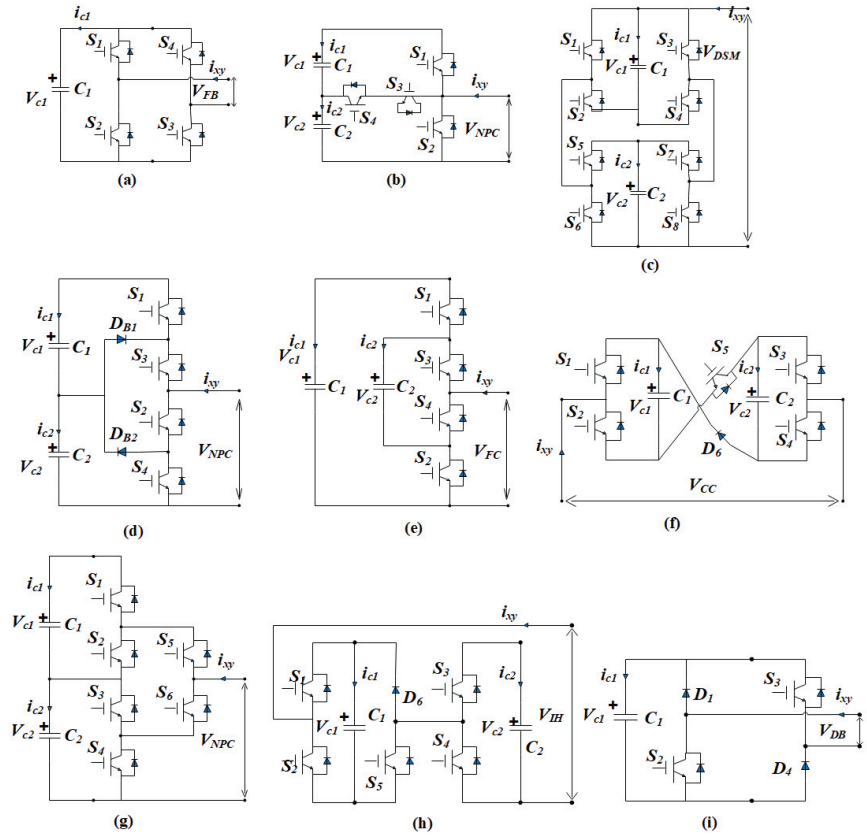 i_c1 S_1 S_4 V_c1 C_1 i_xy V_FB S_2 S_3
(a)
i_c1 S_1 V_c1 C_1 S_3 i_xy i_c2 V_c2 C_2 S_4 S_2 V_NPC
(b)
i_xy S_1 i_c1 S_3 V_DSM V_c1 C_1 S_2 S_4 S_5 i_c2 S_7 V_c2 C_2 S_6 S_8
(c)
S_1 i_c1 D_B1 V_c1 C_1 S_3 i_xy S_2 i_c2 D_B2 V_NPC V_c2 C_2 S_4
(d)
S_1 i_c1 V_c1 i_c2 S_3 C_1 C_2 V_c2 i_xy S_4 V_FC S_2
(e)
S_5 S_1 i_c1 i_c2 S_3 V_c1 C_1 V_c2 C_2 S_2 S_4 D_6 i_xy V_CC
(f)
i_c1 S_1 V_c1 C_1 S_2 S_5 i_xy i_c2 S_3 S_6 V_c2 C_2 V_NPC S_4
(g)
i_xy S_1 i_c1 D_6 S_3 i_c2 V_c1 C_1 V_c2 V_IH S_2 S_5 S_4 C_2
(h)
i_c1 D_1 S_3 i_xy V_c1 C_1 V_DB S_2 D_4
(i)